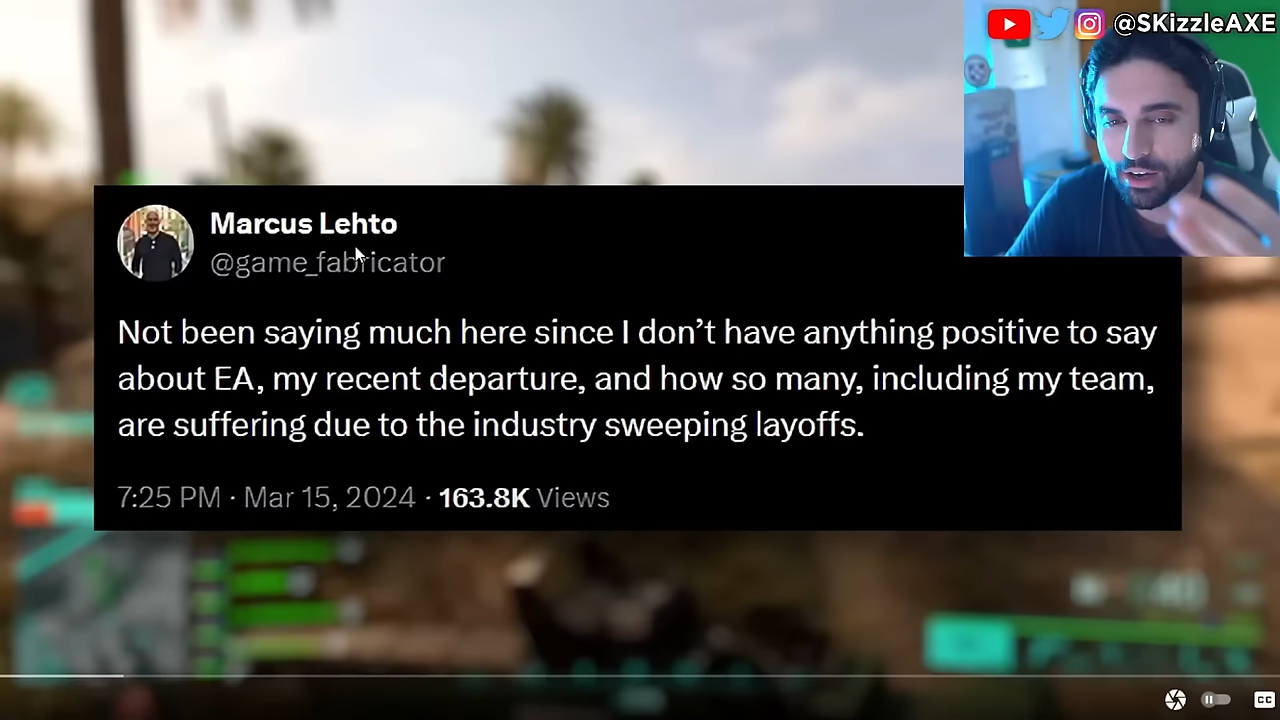 @SKizzleAXE
Marcus Lehto
@game_fabricator
Not been saying much here since I don’t have anything positive to say
about EA, my recent departure, and how so many, including my team,
are suffering due to the industry sweeping layoffs.
7:25 PM · Mar 15, 2024 · 163.8K Views
CC